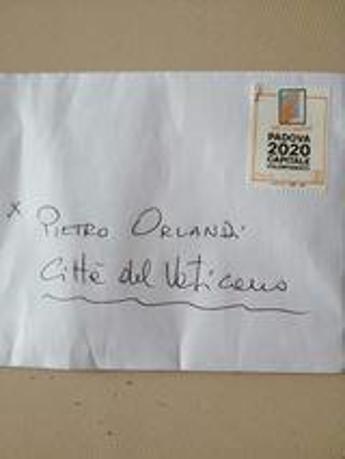 PADOVA
2020
CAPITALE
x PIETRO ORLANDI
Città del Vaticano